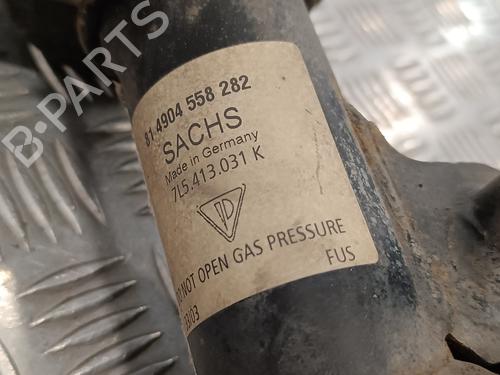 B-PARTS
81 4904 558 282
SACHS
Made in Germany
7L5.413.031 K
NOT OPEN GAS PRESSURE
FUS